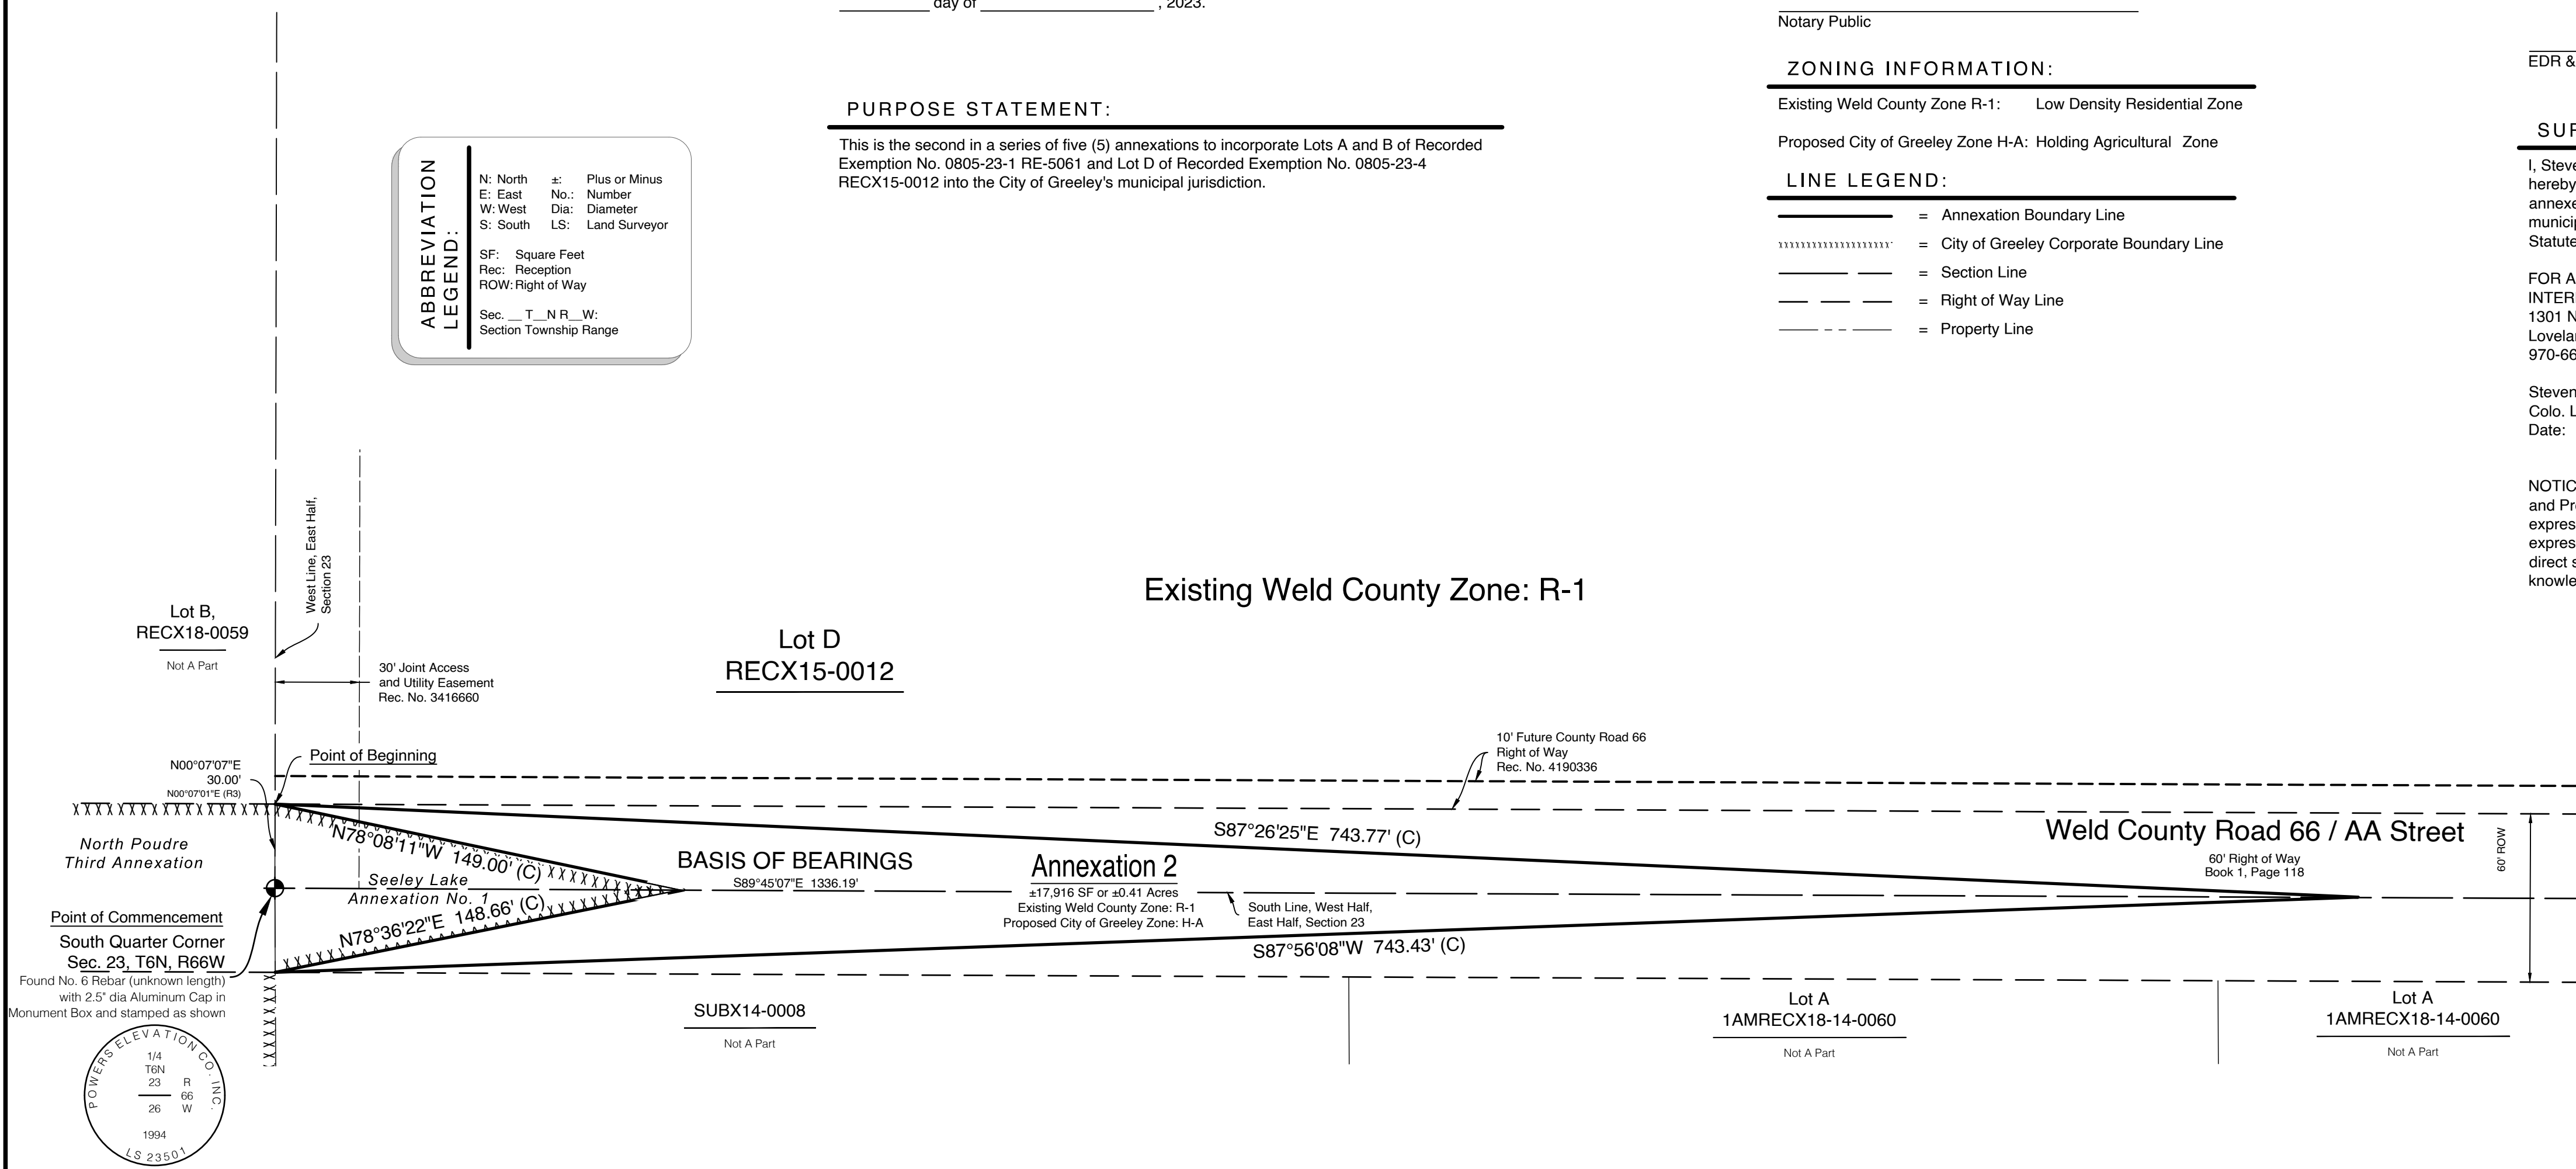 day of , 2023.
Notary Public
EDR &
ZONING INFORMATION:
Existing Weld County Zone R-1: Low Density Residential Zone
Proposed City of Greeley Zone H-A: Holding Agricultural Zone
LINE LEGEND:
= Annexation Boundary Line
= City of Greeley Corporate Boundary Line
= Section Line
= Right of Way Line
= Property Line
PURPOSE STATEMENT:
This is the second in a series of five (5) annexations to incorporate Lots A and B of Recorded
Exemption No. 0805-23-1 RE-5061 and Lot D of Recorded Exemption No. 0805-23-4
RECX15-0012 into the City of Greeley's municipal jurisdiction.
ABBREVIATION
LEGEND:
N: North ±: Plus or Minus
E: East No.: Number
W: West Dia: Diameter
S: South LS: Land Surveyor
SF: Square Feet
Rec: Reception
ROW: Right of Way
Sec. __ T__N R__W:
Section Township Range
SUR
I, Steve
hereby
annexe
municip
Statute
FOR A
INTER
1301 N
Lovelan
970-66
Steven
Colo. L
Date:
NOTIC
and Pr
expres
expres
direct s
knowle
West Line, East Half,
Section 23
Existing Weld County Zone: R-1
Lot B,
RECX18-0059
Not A Part
30' Joint Access
and Utility Easement
Rec. No. 3416660
Lot D
RECX15-0012
10' Future County Road 66
Right of Way
Rec. No. 4190336
Point of Beginning
N00°07'07"E
30.00'
N00°07'01"E (R3)
North Poudre
Third Annexation
N78°08'11"W 149.00' (C)
Seeley Lake
Annexation No. 1
N78°36'22"E 148.66' (C)
BASIS OF BEARINGS
S89°45'07"E 1336.19'
Annexation 2
±17,916 SF or ±0.41 Acres
Existing Weld County Zone: R-1
Proposed City of Greeley Zone: H-A
S87°26'25"E 743.77' (C)
South Line, West Half,
East Half, Section 23
S87°56'08"W 743.43' (C)
Weld County Road 66 / AA Street
60' Right of Way
Book 1, Page 118
60' ROW
Point of Commencement
South Quarter Corner
Sec. 23, T6N, R66W
Found No. 6 Rebar (unknown length)
with 2.5" dia Aluminum Cap in
Monument Box and stamped as shown
POWERS ELEVATION CO. INC.
1/4
T6N
23 R
66
26 W
1994
LS 23501
SUBX14-0008
Not A Part
Lot A
1AMRECX18-14-0060
Not A Part
Lot A
1AMRECX18-14-0060
Not A Part